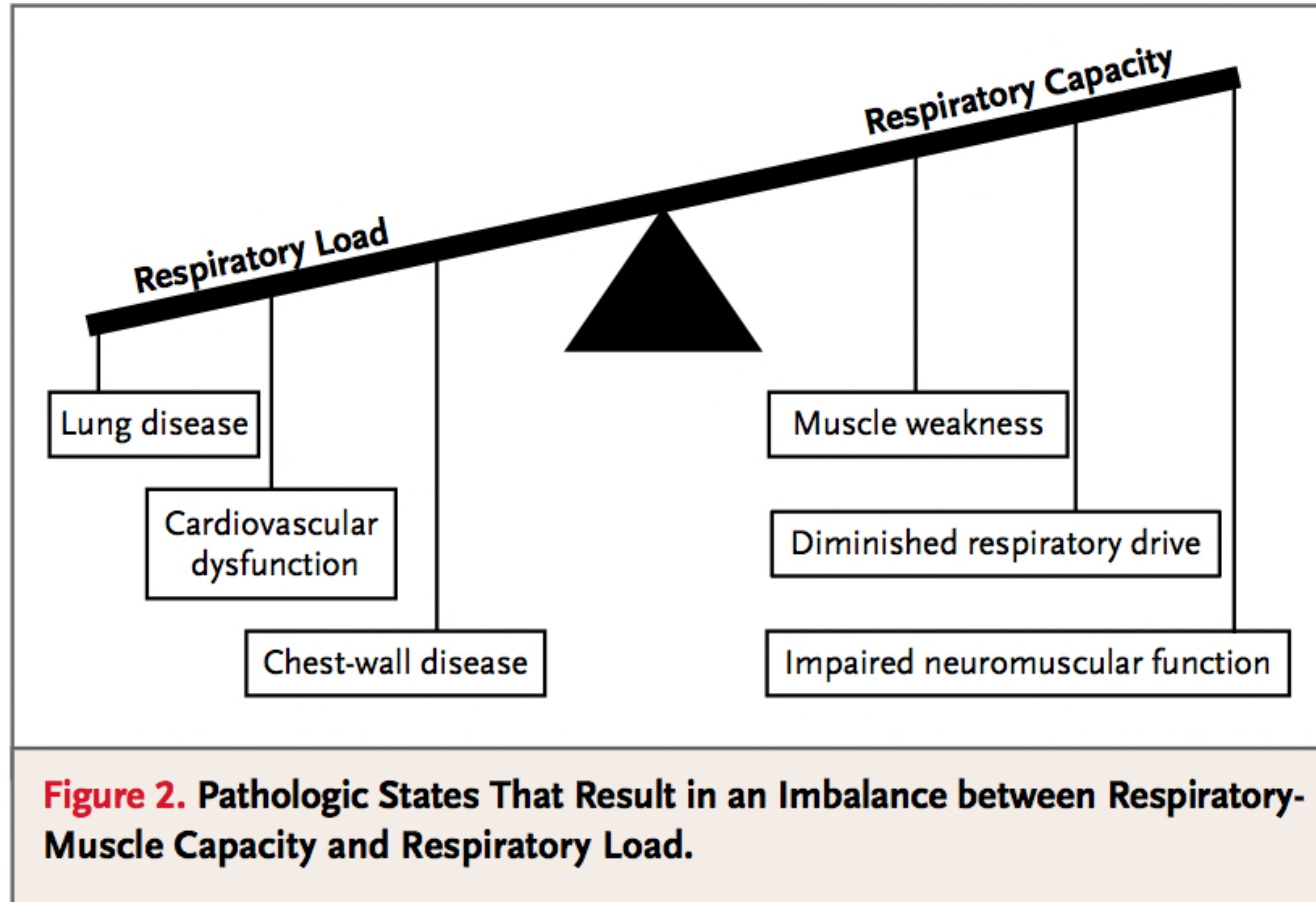 Respiratory Capacity
Respiratory Load
Lung disease
Muscle weakness
Cardiovascular
dysfunction
Diminished respiratory drive
Chest-wall disease
Impaired neuromuscular function
Figure 2. Pathologic States That Result in an Imbalance between Respiratory-
Muscle Capacity and Respiratory Load.